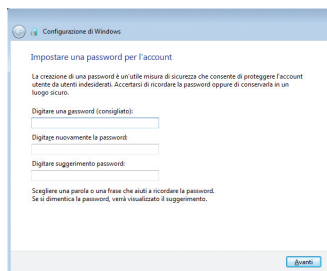 Configurazione di Windows
Impostare una password per l'account
La creazione di una password è un'utile misura di sicurezza che consente di proteggere l'account
utente da utenti indesiderati. Accertarsi di ricordare la password oppure di conservarla in un
luogo sicuro.
Digitare una password (consigliato):
Digitare nuovamente la password:
Digitare suggerimento password:
Scegliere una parola o una frase che aiuti a ricordare la password.
Se si dimentica la password, verrà visualizzato il suggerimento.
Avanti